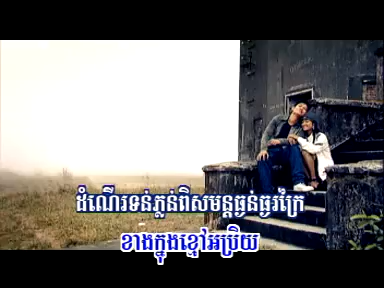 ដំណើរទន់ភ្លន់ពិសមន្តធ្ងន់ធ្ងរក្រៃ
ខាងក្នុងខ្មៅអប្រិយ